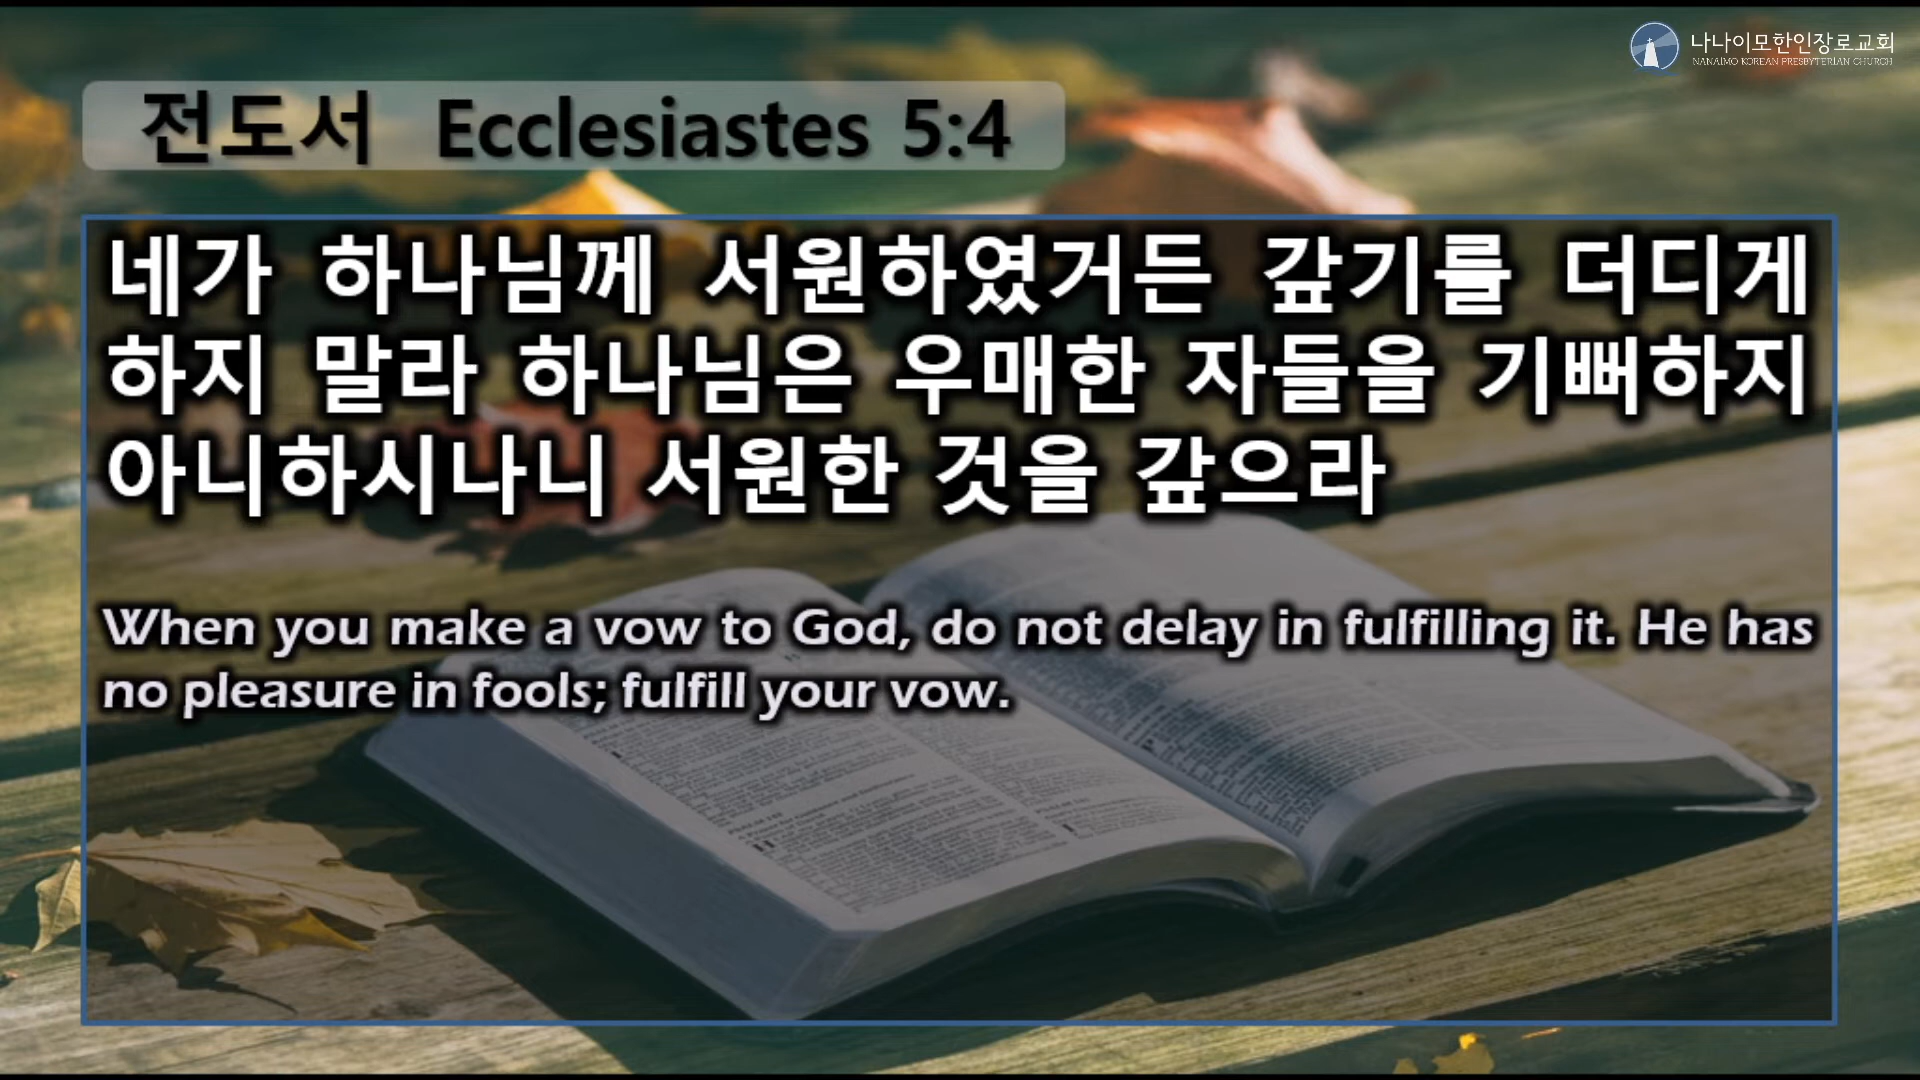 나나이모한인장로교회
NANAIMO KOREAN PRESBYTERIAN CHURCH
전도서 Ecclesiastes 5:4
네가 하나님께 서원하였거든 갚기를 더디게
하지 말라 하나님은 우매한 자들을 기뻐하지
아니하시나니 서원한 것을 갚으라
When you make a vow to God, do not delay in fulfilling it. He has
no pleasure in fools; fulfill your vow.